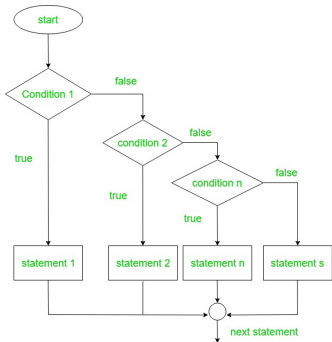 start
Condition 1
false
condition 2
false
true
condition n
false
true
true
statement 1
statement 2
statement n
statement s
next statement